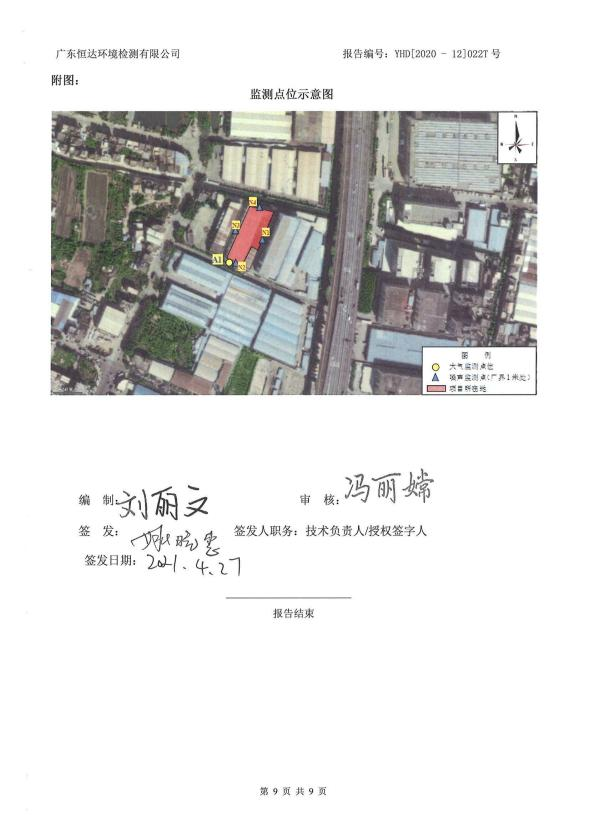 广东恒达环境检测有限公司 报告编号：YHD[2020 - 12]022T 号
附图：
监测点位示意图
N
W E
S
N4
N3 N1
A1 N2
图 例
大气监测点位
噪声监测点(厂界1米处)
项目所在地
编 制：刘丽文 审 核：冯丽嫦
签 发： 签发人职务：技术负责人/授权签字人
签发日期：2021.4.27
报告结束
第 9 页 共 9 页